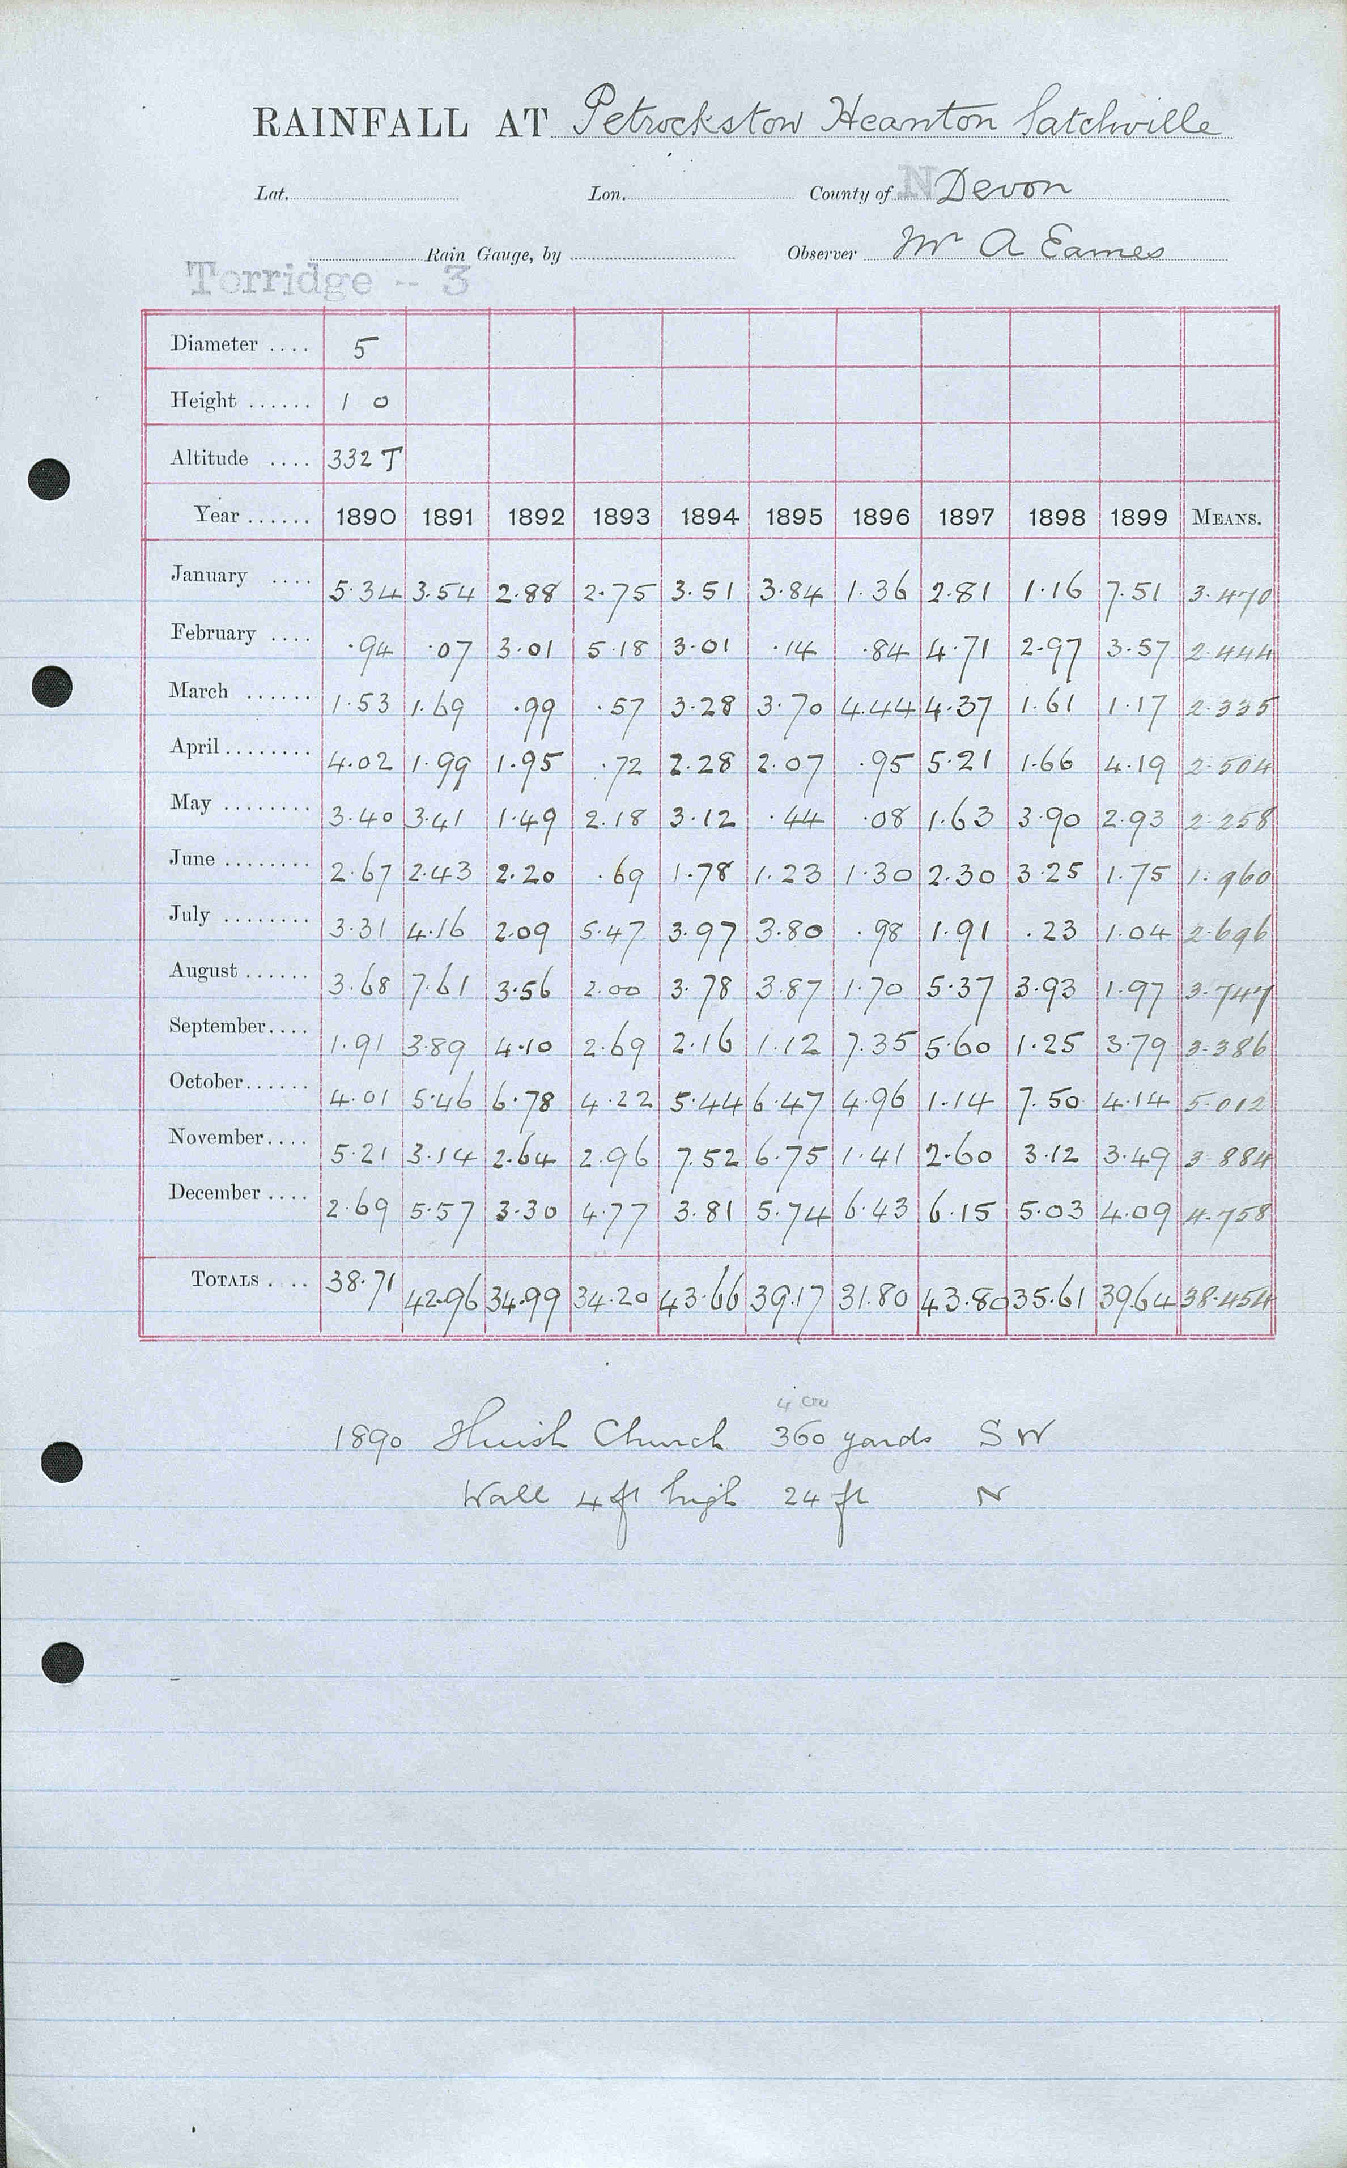 RAINFALL AT Petrockstow Heanton Satchville
Lat. Lon. County of N Devon
Rain Gauge, by Observer Mr A Eames
Torridge -- 3
Diameter .... 5
Height ...... 1 0
Altitude .... 332 T
Year ...... 1890 1891 1892 1893 1894 1895 1896 1897 1898 1899 MEANS.
January .... 5.34 3.54 2.88 2.75 3.51 3.84 1.36 2.81 1.16 7.51 3.470
February .... .94 .07 3.01 5.18 3.01 .14 .84 4.71 2.97 3.57 2.444
March ...... 1.53 1.69 .99 .57 3.28 3.70 4.44 4.37 1.61 1.17 2.335
April ........ 4.02 1.99 1.95 .72 2.28 2.07 .95 5.21 1.66 4.19 2.504
May ........ 3.40 3.41 1.49 2.18 3.12 .44 .08 1.63 3.90 2.93 2.258
June ........ 2.67 2.43 2.20 .69 1.78 1.23 1.30 2.30 3.25 1.75 1.960
July ........ 3.31 4.16 2.09 5.47 3.97 3.80 .98 1.91 .23 1.04 2.696
August ...... 3.68 7.61 3.56 2.00 3.78 3.87 1.70 5.37 3.93 1.97 3.747
September.... 1.91 3.89 4.10 2.69 2.16 1.12 7.35 5.60 1.25 3.79 3.386
October...... 4.01 5.46 6.78 4.22 5.44 6.47 4.96 1.14 7.50 4.14 5.012
November.... 5.21 3.14 2.64 2.96 7.52 6.75 1.41 2.60 3.12 3.49 3.884
December .... 2.69 5.57 3.30 4.77 3.81 5.74 6.43 6.15 5.03 4.09 4.758
TOTALS .... 38.71 42.96 34.99 34.20 43.66 39.17 31.80 43.80 35.61 39.64 38.454
1890 Huish Church 360 yards S W
Wall 4 ft high 24 ft N